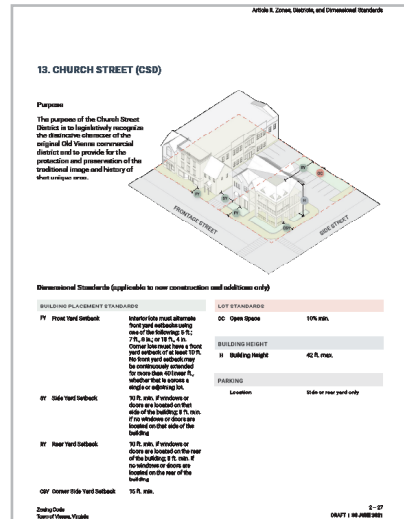 Article 2. Zones, Districts, and Dimensional Standards
13. CHURCH STREET (CSD)
Purpose
The purpose of the Church Street
District is to legislatively recognize
the distinctive character of the
original Old Vienna commercial
district and to provide for the
protection and preservation of the
traditional image and history of
that unique area.
FRONTAGE STREET
SIDE STREET
Dimensional Standards (applicable to new construction and additions only)
BUILDING PLACEMENT STANDARDS
FY Front Yard Setback
Interior lots must alternate
front yard setbacks using
one of the following: 5 ft.;
7 ft., 8 in.; or 15 ft., 4 in.
Corner lots must have a front
yard setback of at least 10 ft.
No front yard setback may
be continuously extended
for more than 40 linear ft.,
whether that is across a
single or adjoining lot.
SY Side Yard Setback
10 ft. min. if windows or
doors are located on that
side of the building; 5 ft. min.
if no windows or doors are
located on that side of the
building
RY Rear Yard Setback
10 ft. min. if windows or
doors are located on the rear
of the building; 5 ft. min. if
no windows or doors are
located on the rear of the
building
CSY Corner Side Yard Setback 15 ft. min.
LOT STANDARDS
OC Open Space 10% min.
BUILDING HEIGHT
H Building Height 42 ft. max.
PARKING
Location Side or rear yard only
Zoning Code
Town of Vienna, Virginia
2 – 27